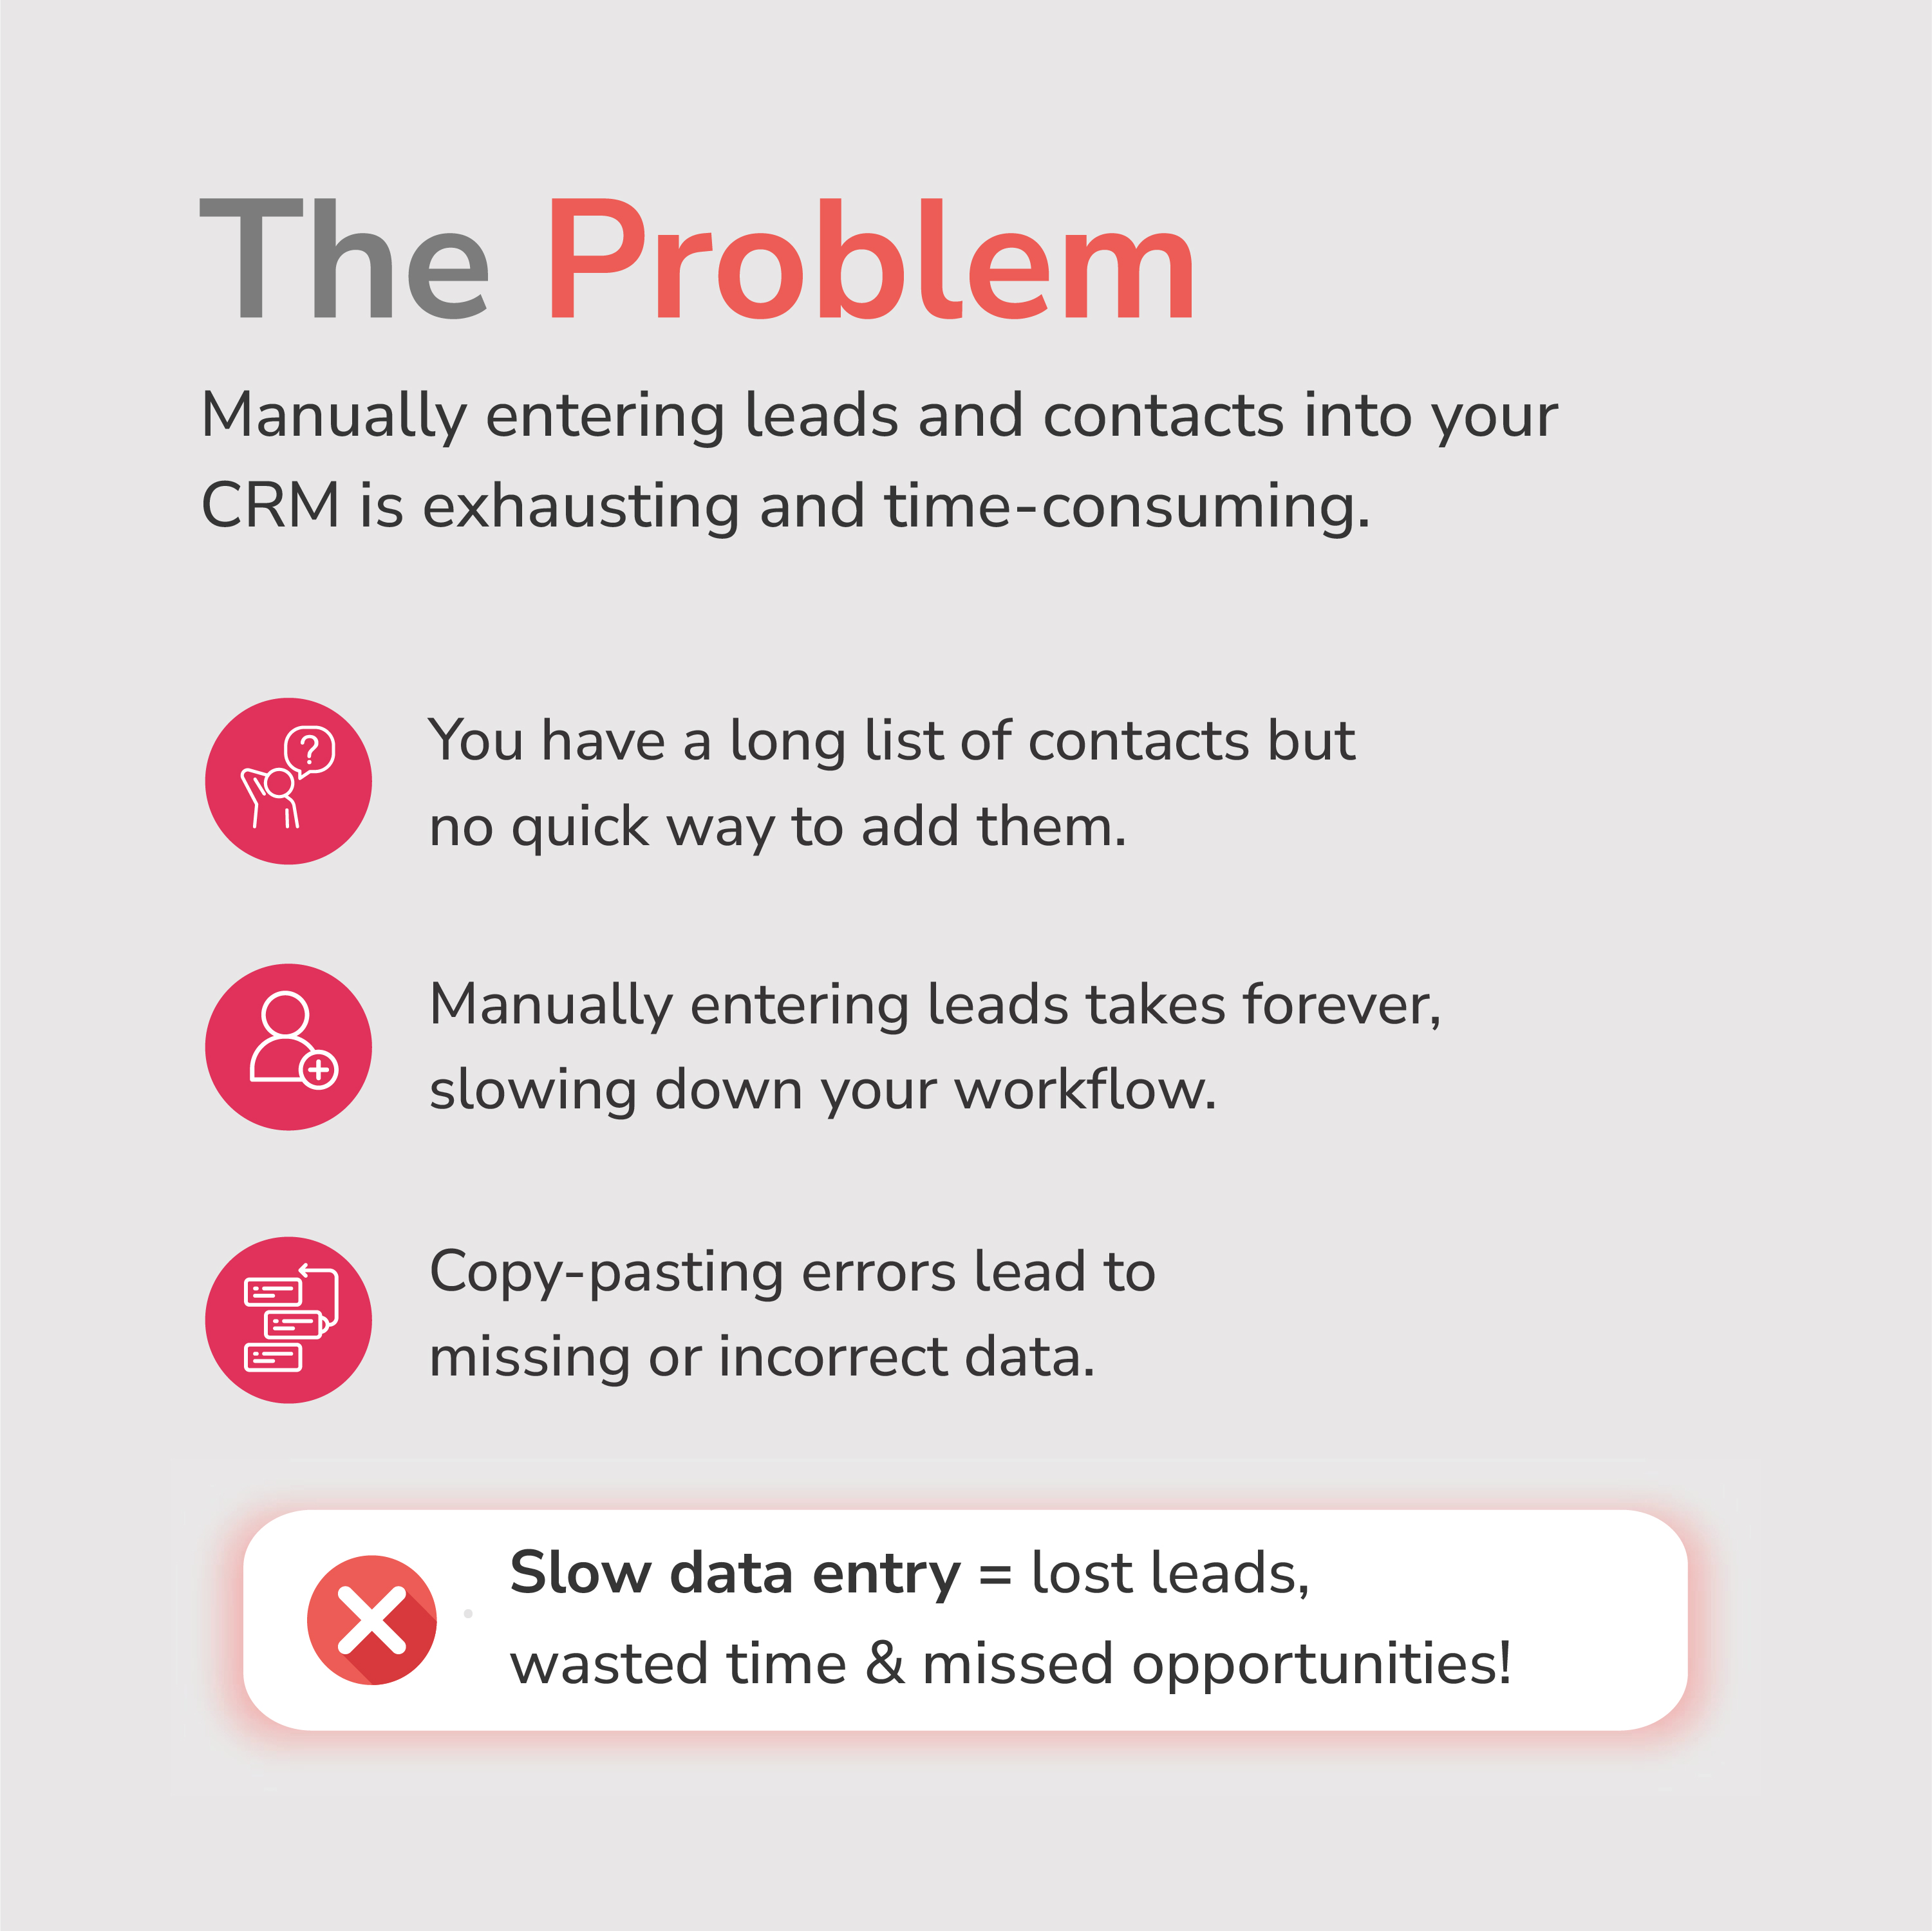 The Problem
Manually entering leads and contacts into your
CRM is exhausting and time-consuming.
You have a long list of contacts but
no quick way to add them.
Manually entering leads takes forever,
slowing down your workflow.
Copy-pasting errors lead to
missing or incorrect data.
Slow data entry = lost leads,
wasted time & missed opportunities!